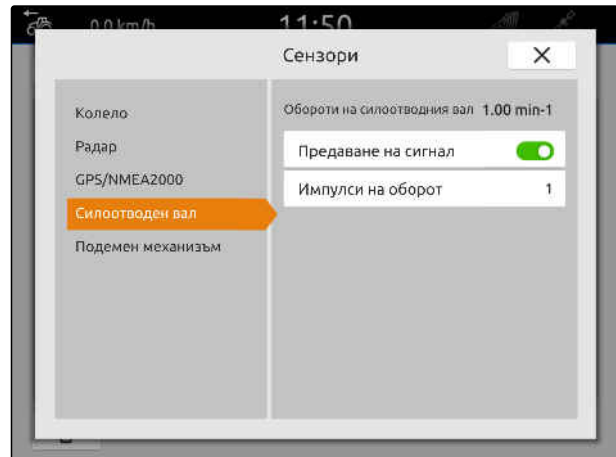 0.0 km/h
11:50
Сензори
Колело
Радар
GPS/NMEA2000
Силоотводен вал
Подемен механизъм
Обороти на силоотводния вал 1.00 min-1
Предаване на сигнал
Импулси на оборот 1